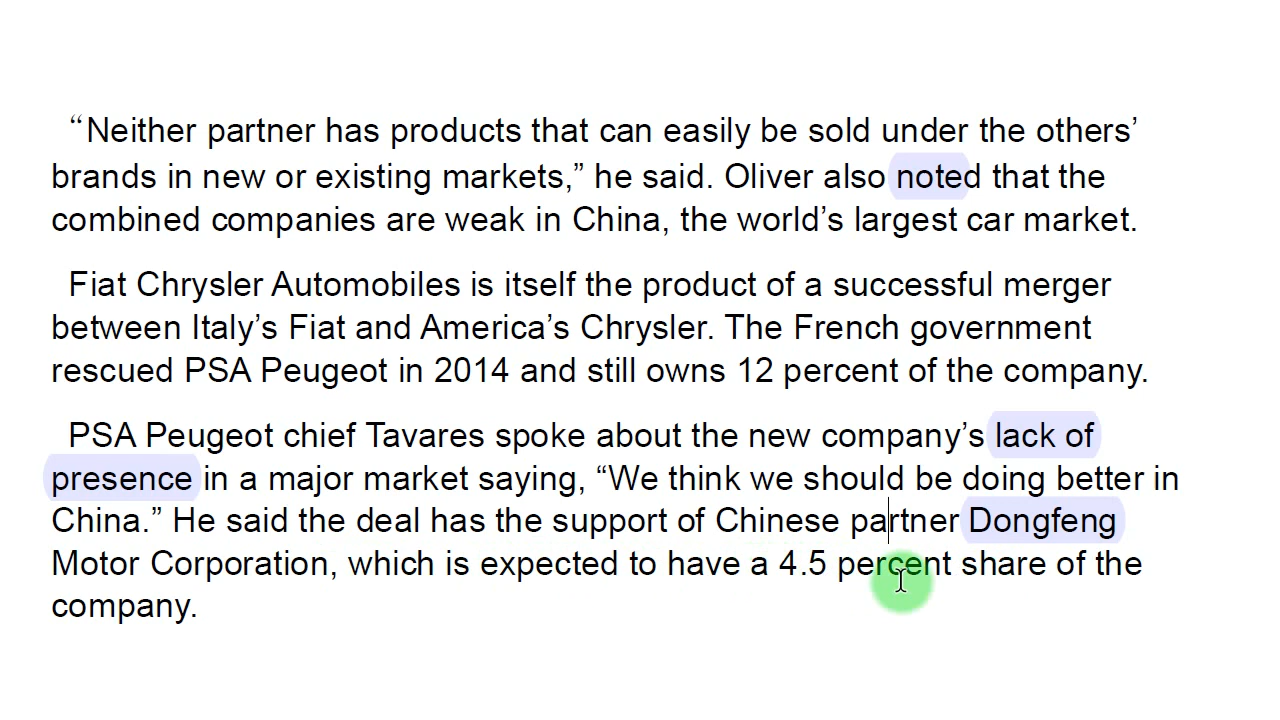 “Neither partner has products that can easily be sold under the others’
brands in new or existing markets,” he said. Oliver also noted that the
combined companies are weak in China, the world’s largest car market.
Fiat Chrysler Automobiles is itself the product of a successful merger
between Italy’s Fiat and America’s Chrysler. The French government
rescued PSA Peugeot in 2014 and still owns 12 percent of the company.
PSA Peugeot chief Tavares spoke about the new company’s lack of
presence in a major market saying, “We think we should be doing better in
China.” He said the deal has the support of Chinese partner Dongfeng
Motor Corporation, which is expected to have a 4.5 percent share of the
company.